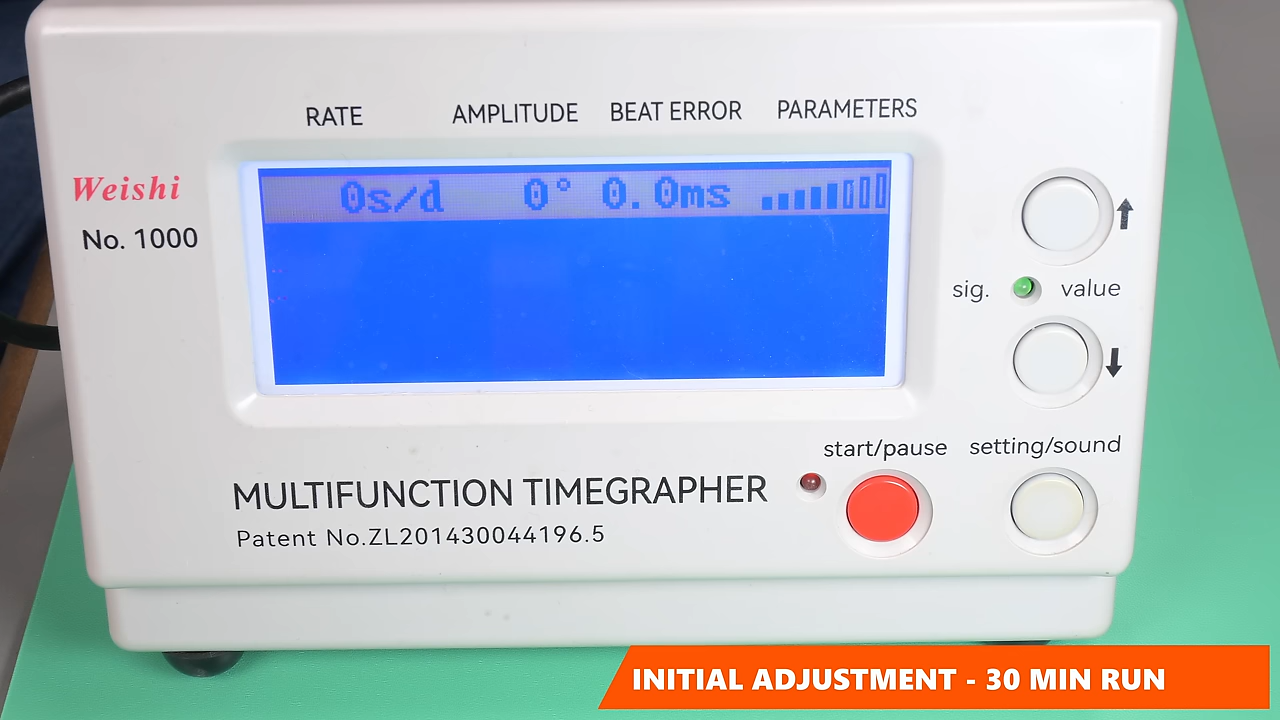 RATE AMPLITUDE BEAT ERROR PARAMETERS
0s/d 0° 0.0ms
Weishi
No. 1000
sig. value
start/pause setting/sound
MULTIFUNCTION TIMEGRAPHER
Patent No.ZL201430044196.5
INITIAL ADJUSTMENT - 30 MIN RUN